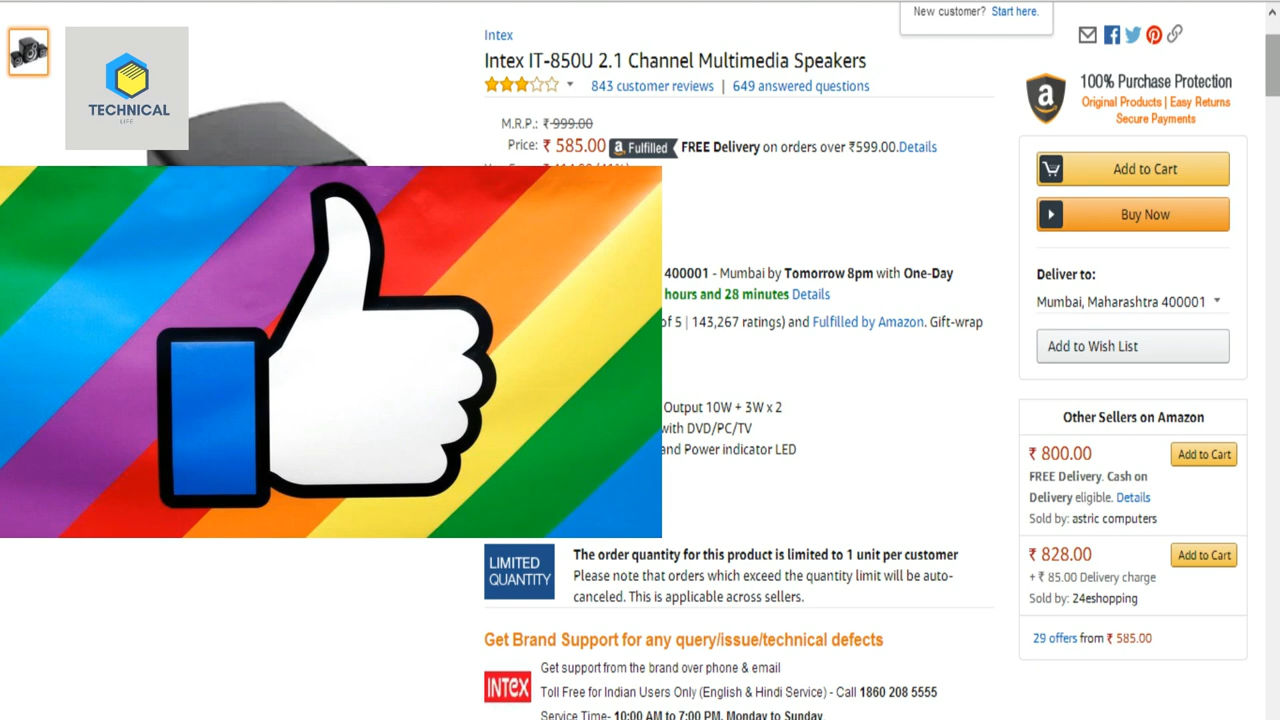 New customer? Start here.
Intex
Intex IT-850U 2.1 Channel Multimedia Speakers
843 customer reviews | 649 answered questions
M.R.P.: ₹ 999.00
Price: ₹ 585.00 a Fulfilled FREE Delivery on orders over ₹599.00.Details
400001 - Mumbai by Tomorrow 8pm with One-Day
hours and 28 minutes Details
of 5 | 143,267 ratings) and Fulfilled by Amazon. Gift-wrap
Output 10W + 3W x 2
with DVD/PC/TV
and Power indicator LED
LIMITED
QUANTITY
The order quantity for this product is limited to 1 unit per customer
Please note that orders which exceed the quantity limit will be auto-
canceled. This is applicable across sellers.
Get Brand Support for any query/issue/technical defects
INTEX
Get support from the brand over phone & email
Toll Free for Indian Users Only (English & Hindi Service) - Call 1860 208 5555
Service Time- 10:00 AM to 7:00 PM, Monday to Sunday
TECHNICAL
LIFE
a
100% Purchase Protection
Original Products | Easy Returns
Secure Payments
Add to Cart
Buy Now
Deliver to:
Mumbai, Maharashtra 400001
Add to Wish List
Other Sellers on Amazon
₹ 800.00
Add to Cart
FREE Delivery. Cash on
Delivery eligible. Details
Sold by: astric computers
₹ 828.00
Add to Cart
+ ₹ 85.00 Delivery charge
Sold by: 24eshopping
29 offers from ₹ 585.00